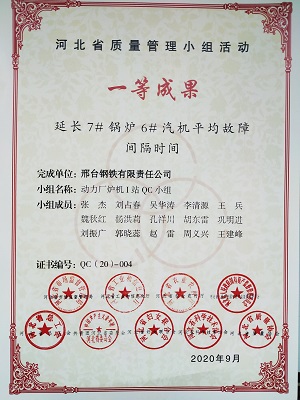 河北省质量管理小组活动
一等成果
延长7#锅炉6#汽机平均故障
间隔时间
完成单位：邢台钢铁有限责任公司
小组名称：动力厂炉机1站QC小组
小组成员：张杰 刘占春 吴华涛 李清源 王兵
魏秋红 杨洪莉 孔祥川 胡东雷 巩明进
刘振广 郭晓蕊 赵雷 周义兴 王建峰
证书编号：QC（20）-004
2020年9月